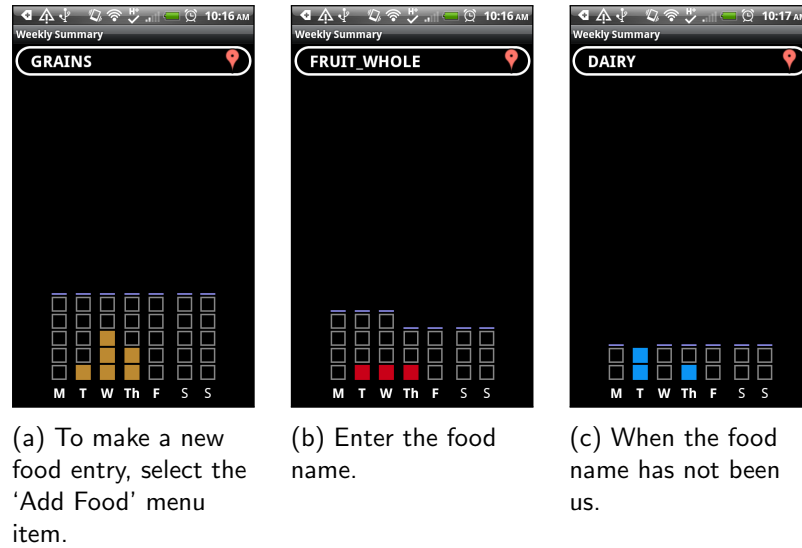 10:16 AM
Weekly Summary
GRAINS
M T W Th F S S
(a) To make a new
food entry, select the
‘Add Food’ menu
item.
10:16 AM
Weekly Summary
FRUIT_WHOLE
M T W Th F S S
(b) Enter the food
name.
10:17 AM
Weekly Summary
DAIRY
M T W Th F S S
(c) When the food
name has not been
us.